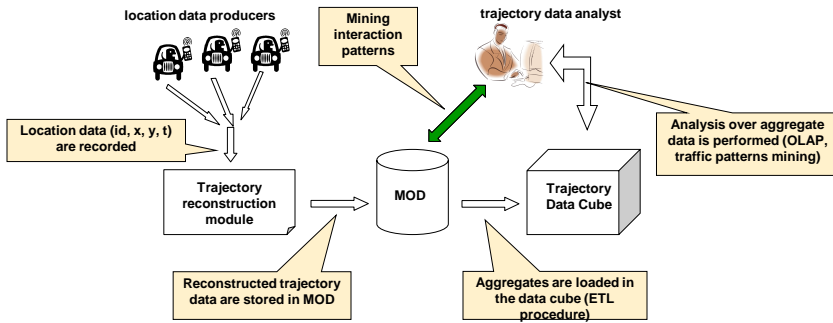 location data producers
Mining
interaction
patterns
trajectory data analyst
Location data (id, x, y, t)
are recorded
Analysis over aggregate
data is performed (OLAP,
traffic patterns mining)
Trajectory
reconstruction
module
MOD
Trajectory
Data Cube
Reconstructed trajectory
data are stored in MOD
Aggregates are loaded in
the data cube (ETL
procedure)